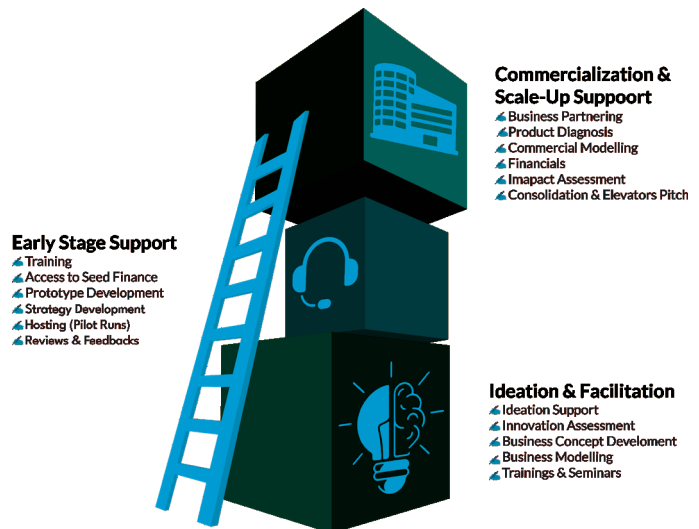 Commercialization &
Scale-Up Suppoort
Business Partnering
Product Diagnosis
Commercial Modelling
Financials
Imapact Assessment
Consolidation & Elevators Pitch
Early Stage Support
Training
Access to Seed Finance
Prototype Development
Strategy Development
Hosting (Pilot Runs)
Reviews & Feedbacks
Ideation & Facilitation
Ideation Support
Innovation Assessment
Business Concept Develoment
Business Modelling
Trainings & Seminars